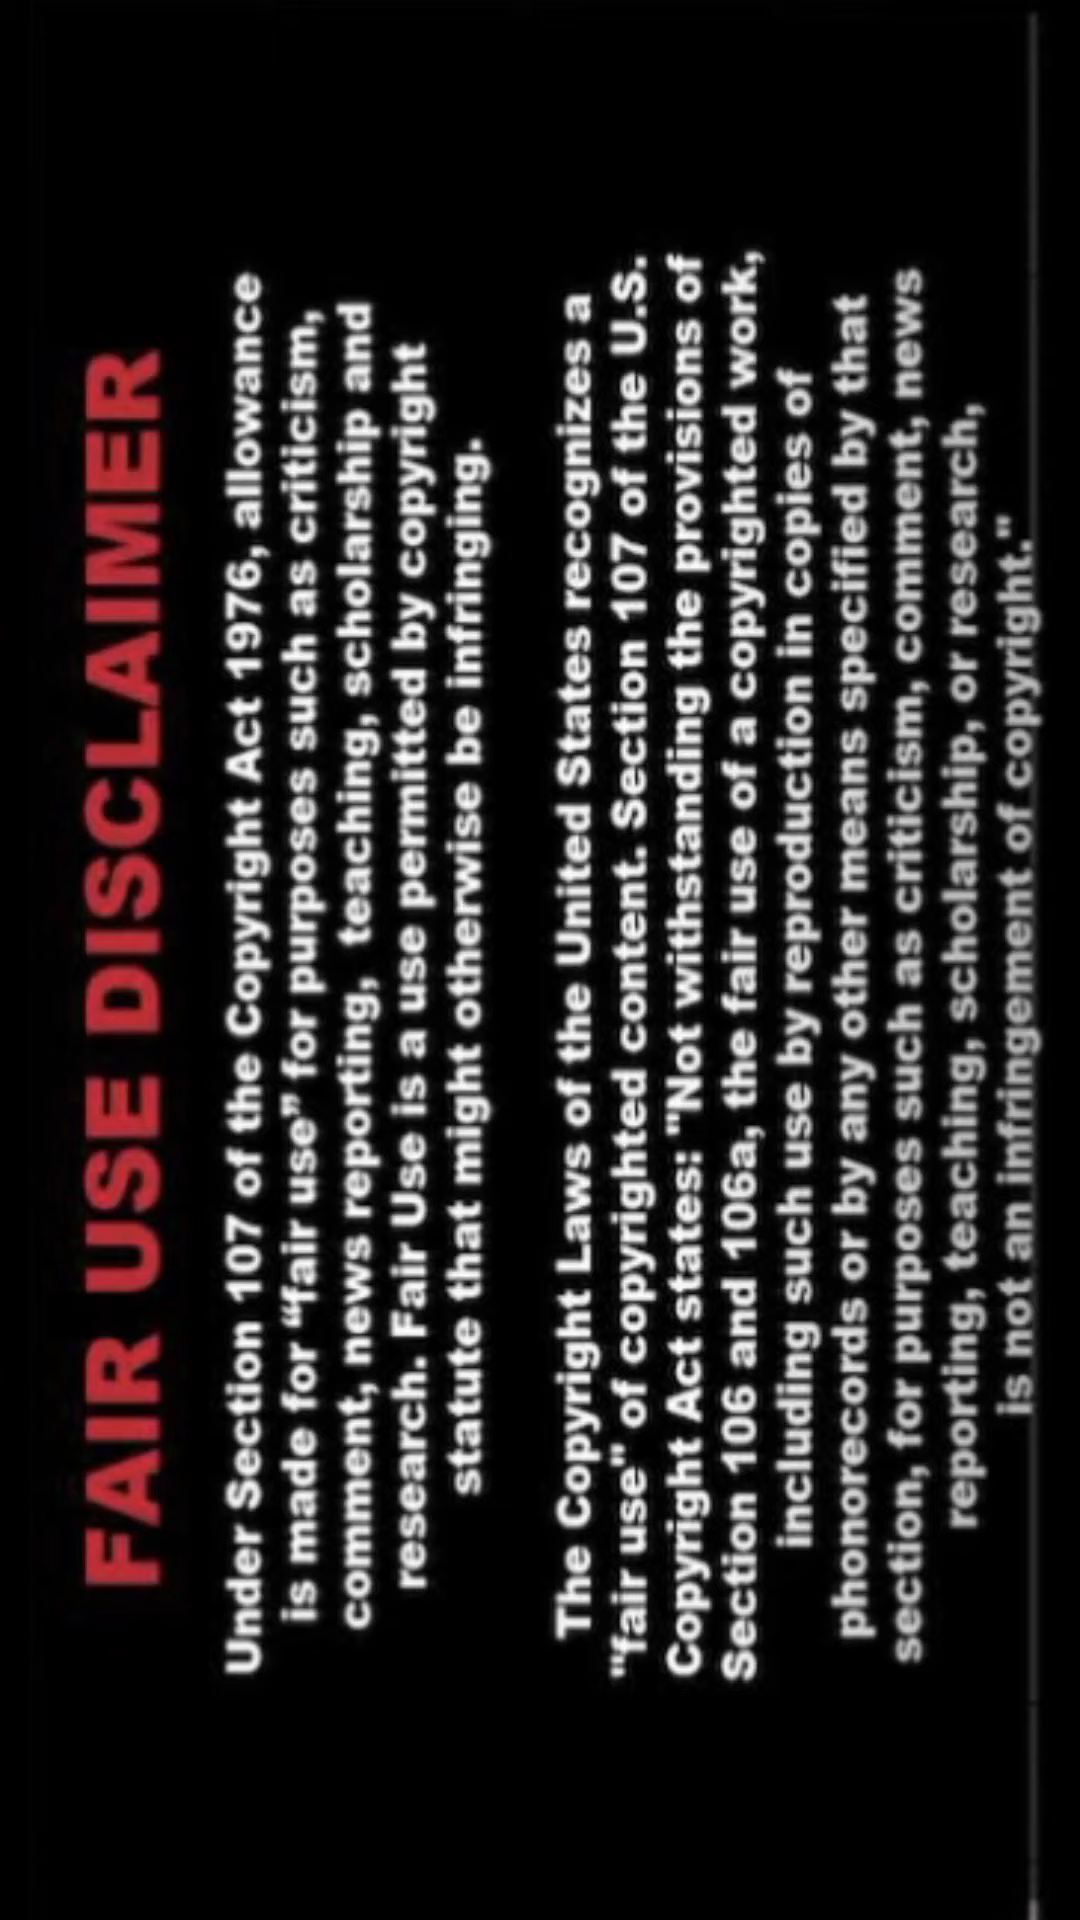 FAIR USE DISCLAIMER
Under Section 107 of the Copyright Act 1976, allowance
is made for “fair use” for purposes such as criticism,
comment, news reporting, teaching, scholarship and
research. Fair Use is a use permitted by copyright
statute that might otherwise be infringing.
The Copyright Laws of the United States recognizes a
"fair use" of copyrighted content. Section 107 of the U.S.
Copyright Act states: "Not withstanding the provisions of
Section 106 and 106a, the fair use of a copyrighted work,
including such use by reproduction in copies of
phonorecords or by any other means specified by that
section, for purposes such as criticism, comment, news
reporting, teaching, scholarship, or research,
is not an infringement of copyright."